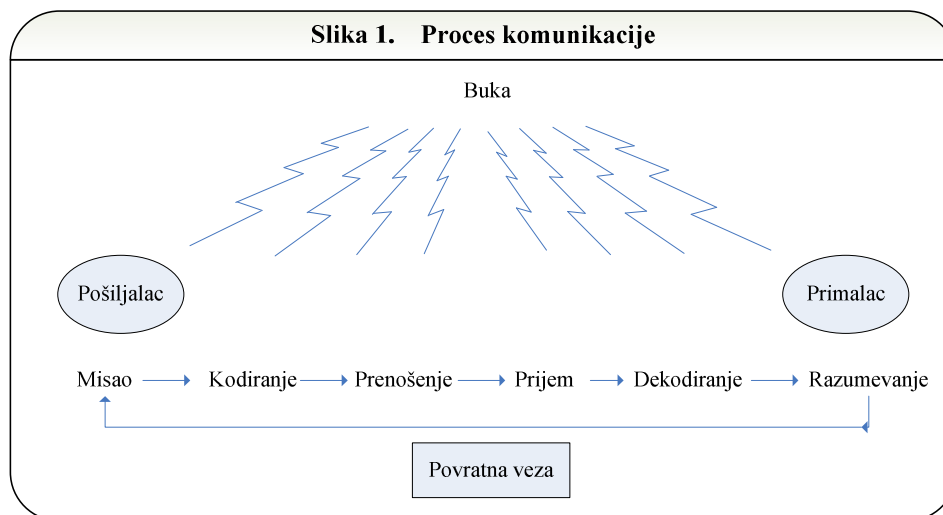 Slika 1. Proces komunikacije
Buka
Pošiljalac
Primalac
Misao Kodiranje Prenošenje Prijem Dekodiranje Razumevanje
Povratna veza